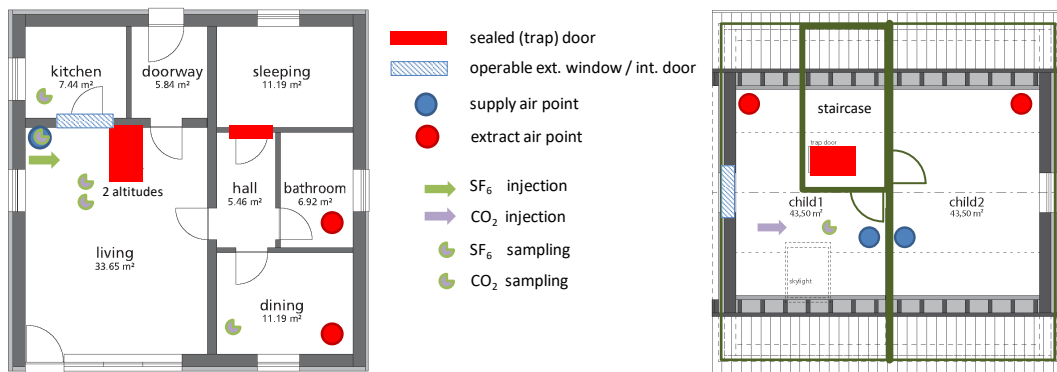 kitchen
7.44 m²
doorway
5.84 m²
sleeping
11.19 m²
2 altitudes
hall
5.46 m²
bathroom
6.92 m²
living
33.65 m²
dining
11.19 m²
sealed (trap) door
operable ext. window / int. door
supply air point
extract air point
SF₆ injection
CO₂ injection
SF₆ sampling
CO₂ sampling
staircase
trap door
child1
43,50 m²
child2
43,50 m²
skylight